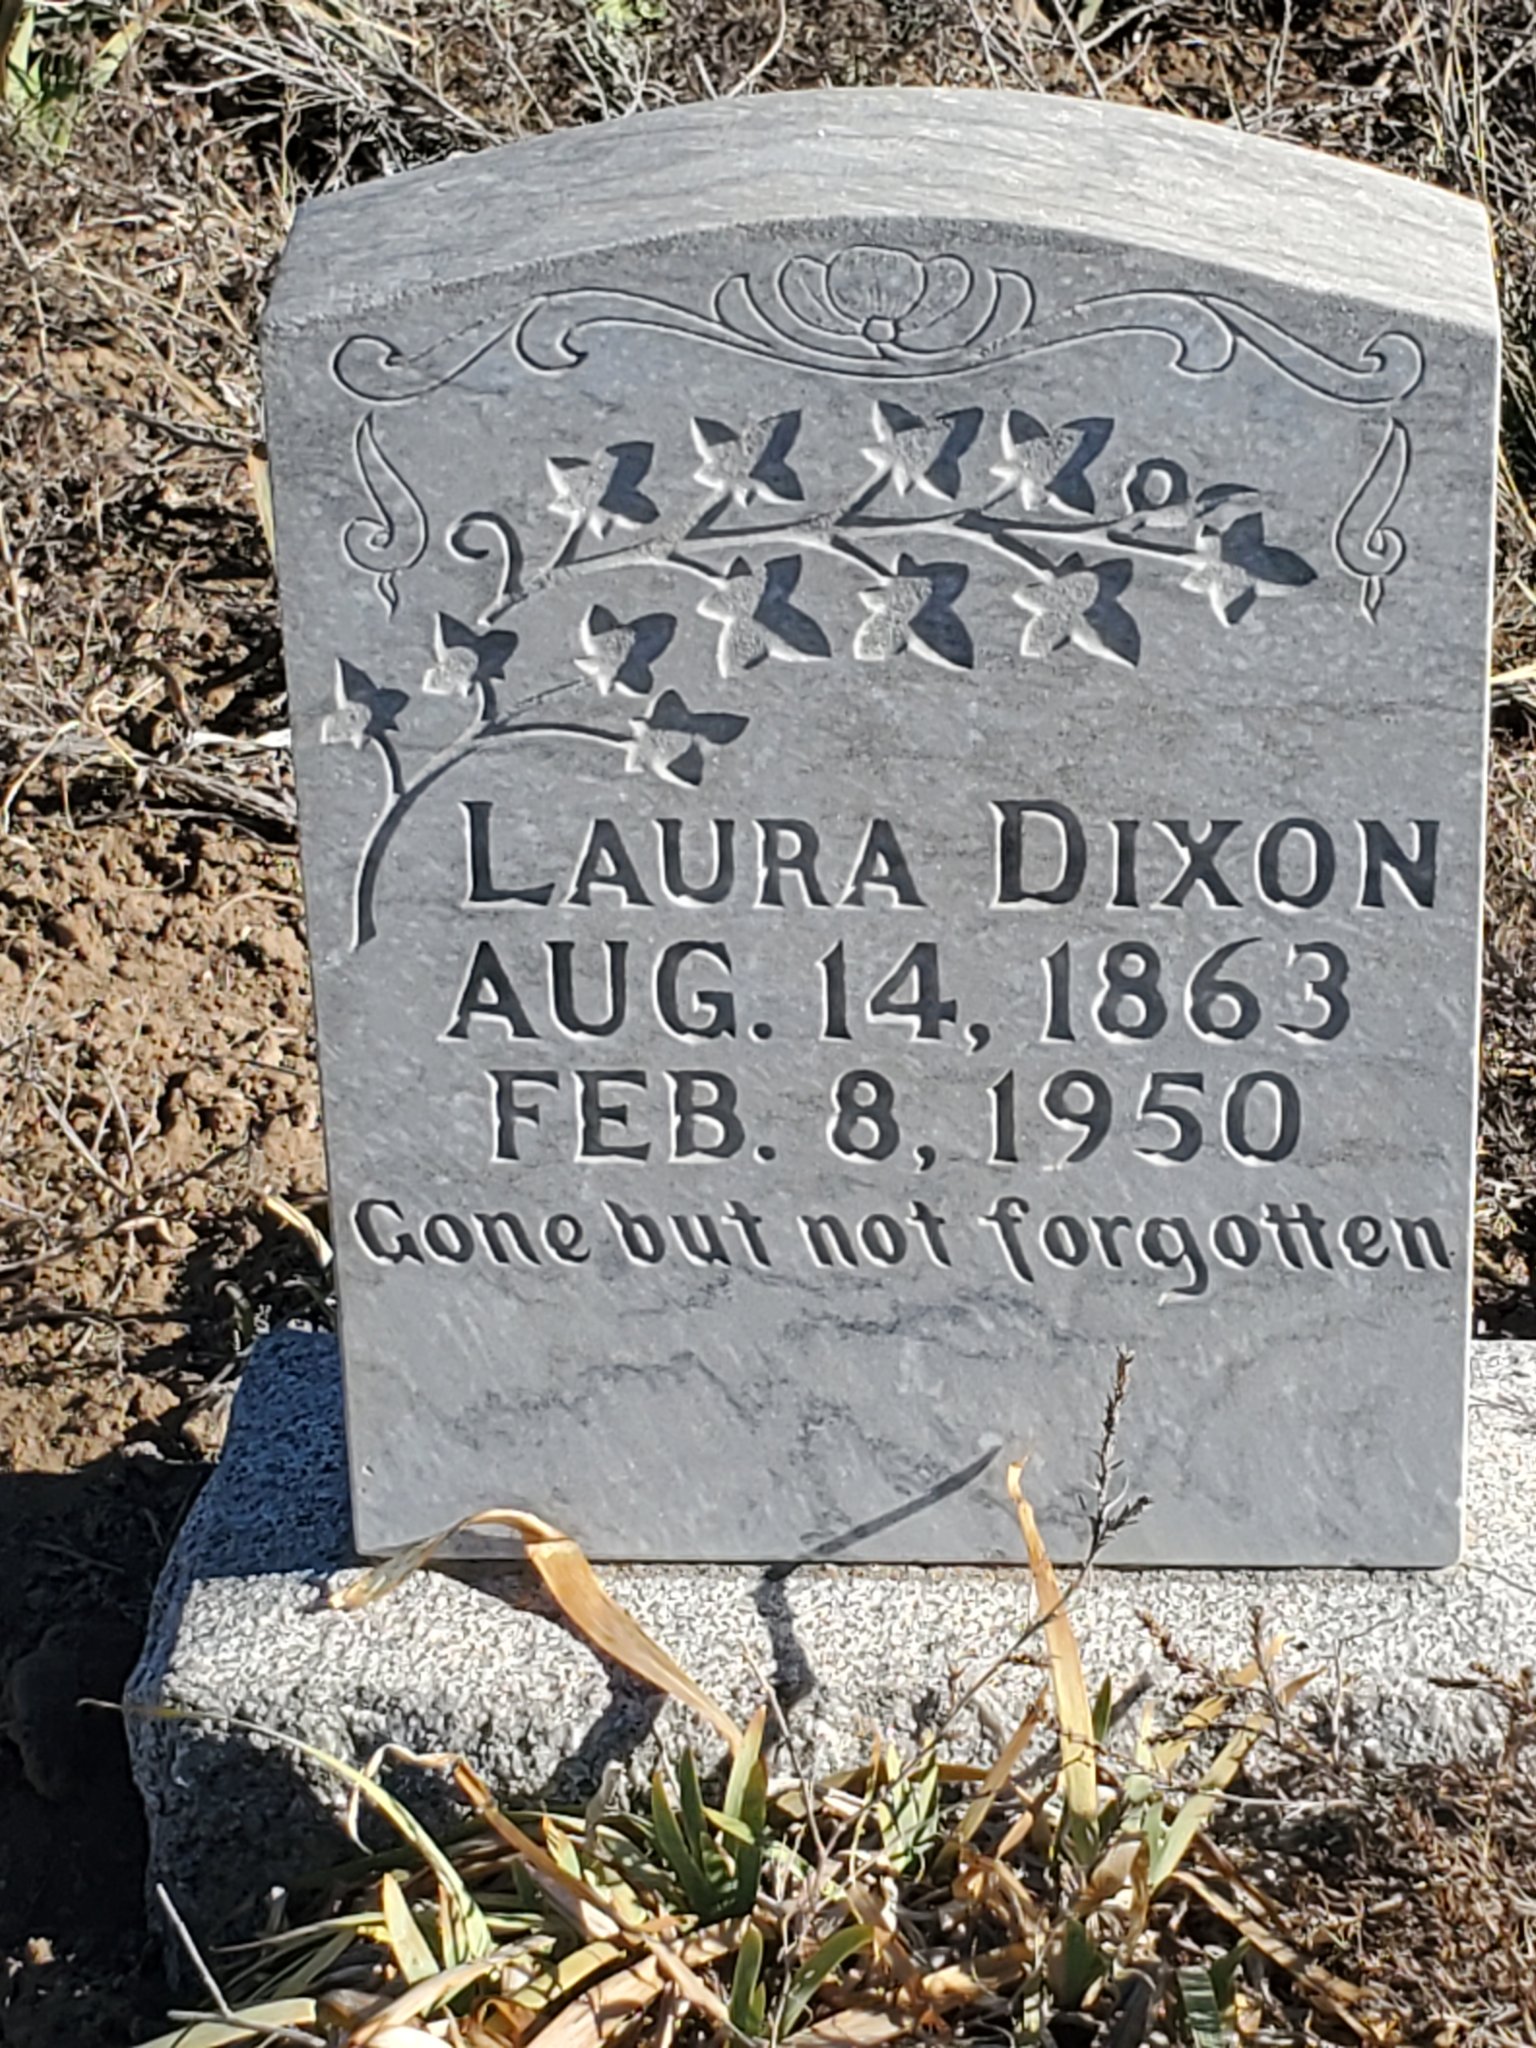 LAURA DIXON
AUG. 14, 1863
FEB. 8, 1950
Gone but not forgotten